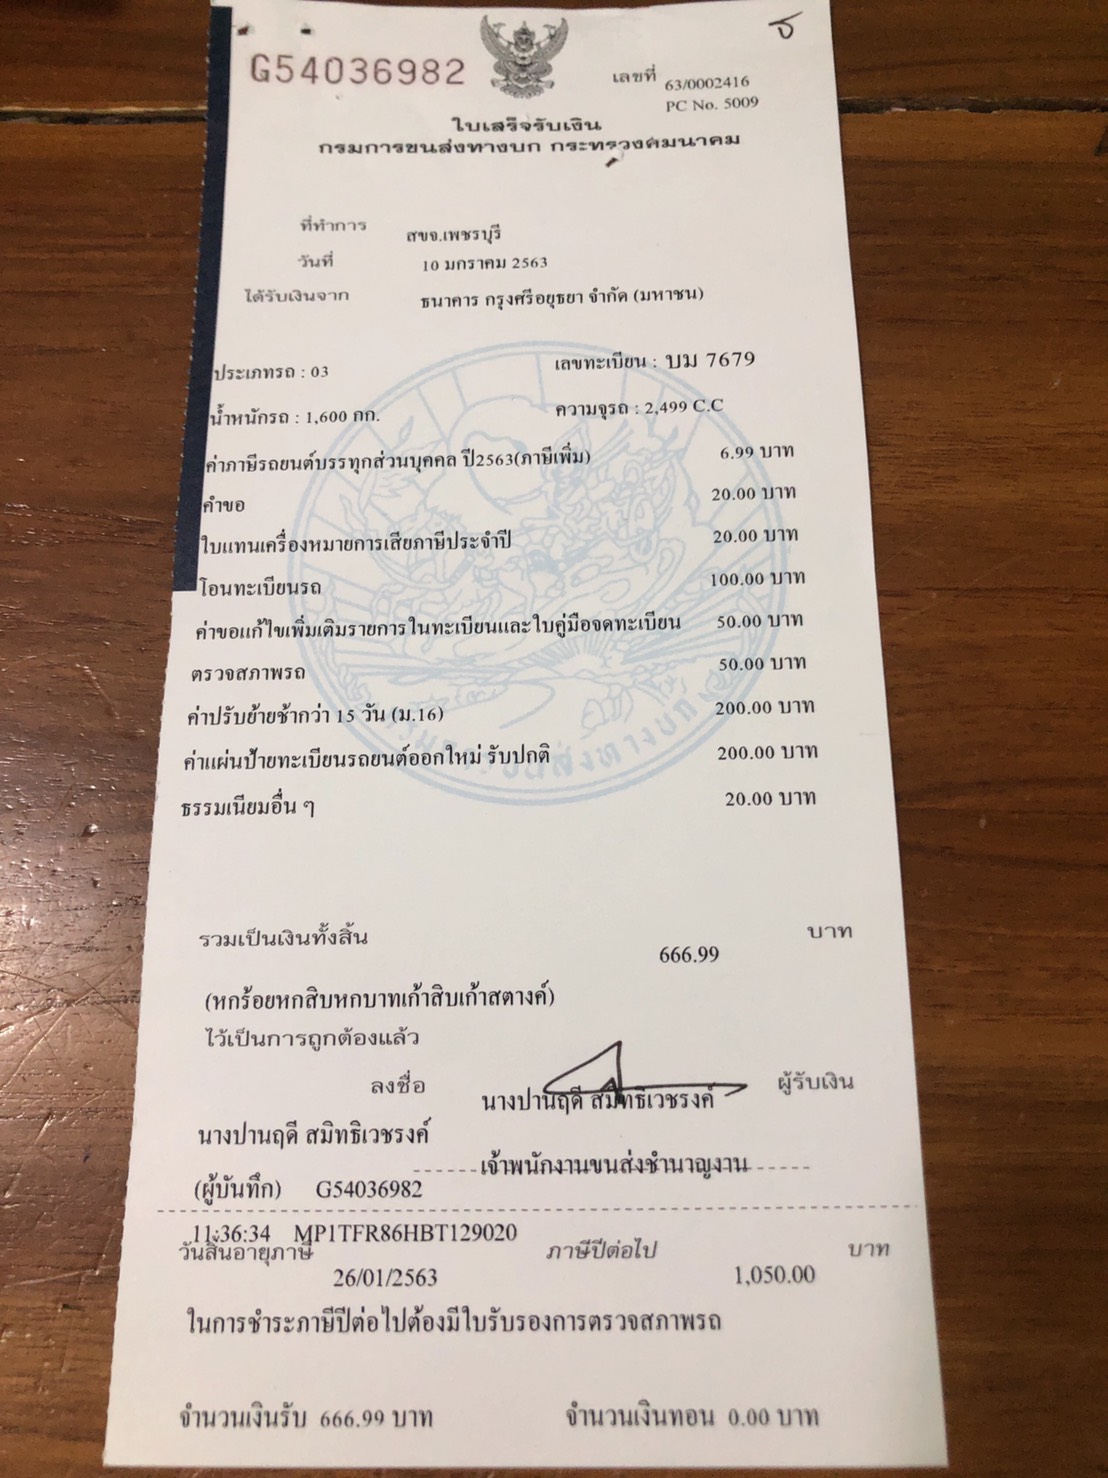 G54036982
เลขที่ 63/0002416
PC No. 5009
ใบเสร็จรับเงิน
กรมการขนส่งทางบก กระทรวงคมนาคม
ที่ทำการ สขจ.เพชรบุรี
วันที่ 10 มกราคม 2563
ได้รับเงินจาก ธนาคาร กรุงศรีอยุธยา จำกัด (มหาชน)
ประเภทรถ : 03 เลขทะเบียน : บม 7679
น้ำหนักรถ : 1,600 กก. ความจุรถ : 2,499 C.C
ค่าภาษีรถยนต์บรรทุกส่วนบุคคล ปี2563(ภาษีเพิ่ม) 6.99 บาท
คำขอ 20.00 บาท
ใบแทนเครื่องหมายการเสียภาษีประจำปี 20.00 บาท
โอนทะเบียนรถ 100.00 บาท
ค่าขอแก้ไขเพิ่มเติมรายการในทะเบียนและใบคู่มือจดทะเบียน 50.00 บาท
ตรวจสภาพรถ 50.00 บาท
ค่าปรับย้ายช้ากว่า 15 วัน (ม.16) 200.00 บาท
ค่าแผ่นป้ายทะเบียนรถยนต์ออกใหม่ รับปกติ 200.00 บาท
ธรรมเนียมอื่น ๆ 20.00 บาท
กรมการขนส่งทางบก
รวมเป็นเงินทั้งสิ้น 666.99 บาท
(หกร้อยหกสิบหกบาทเก้าสิบเก้าสตางค์)
ไว้เป็นการถูกต้องแล้ว
ลงชื่อ นางปานฤดี สมิทธิเวชรงค์ ผู้รับเงิน
นางปานฤดี สมิทธิเวชรงค์
เจ้าพนักงานขนส่งชำนาญงาน
(ผู้บันทึก) G54036982
11:36:34 MP1TFR86HBT129020
วันสิ้นอายุภาษี 26/01/2563 ภาษีปีต่อไป 1,050.00 บาท
ในการชำระภาษีปีต่อไปต้องมีใบรับรองการตรวจสภาพรถ
จำนวนเงินรับ 666.99 บาท จำนวนเงินทอน 0.00 บาท